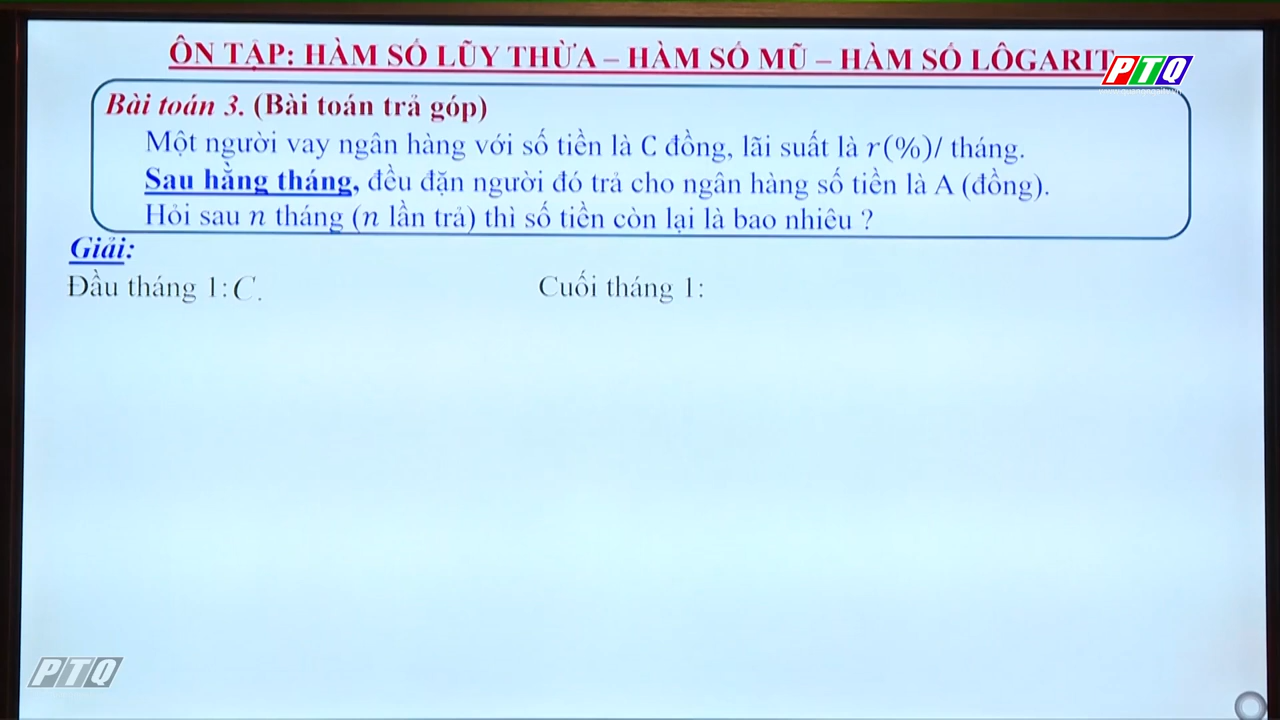 ÔN TẬP: HÀM SỐ LŨY THỪA – HÀM SỐ MŨ – HÀM SỐ LÔGARIT
PTQ
Bài toán 3. (Bài toán trả góp)
Một người vay ngân hàng với số tiền là C đồng, lãi suất là r(%)/ tháng.
Sau hằng tháng, đều đặn người đó trả cho ngân hàng số tiền là A (đồng).
Hỏi sau n tháng (n lần trả) thì số tiền còn lại là bao nhiêu ?
Giải:
Đầu tháng 1: C. Cuối tháng 1:
PTQ